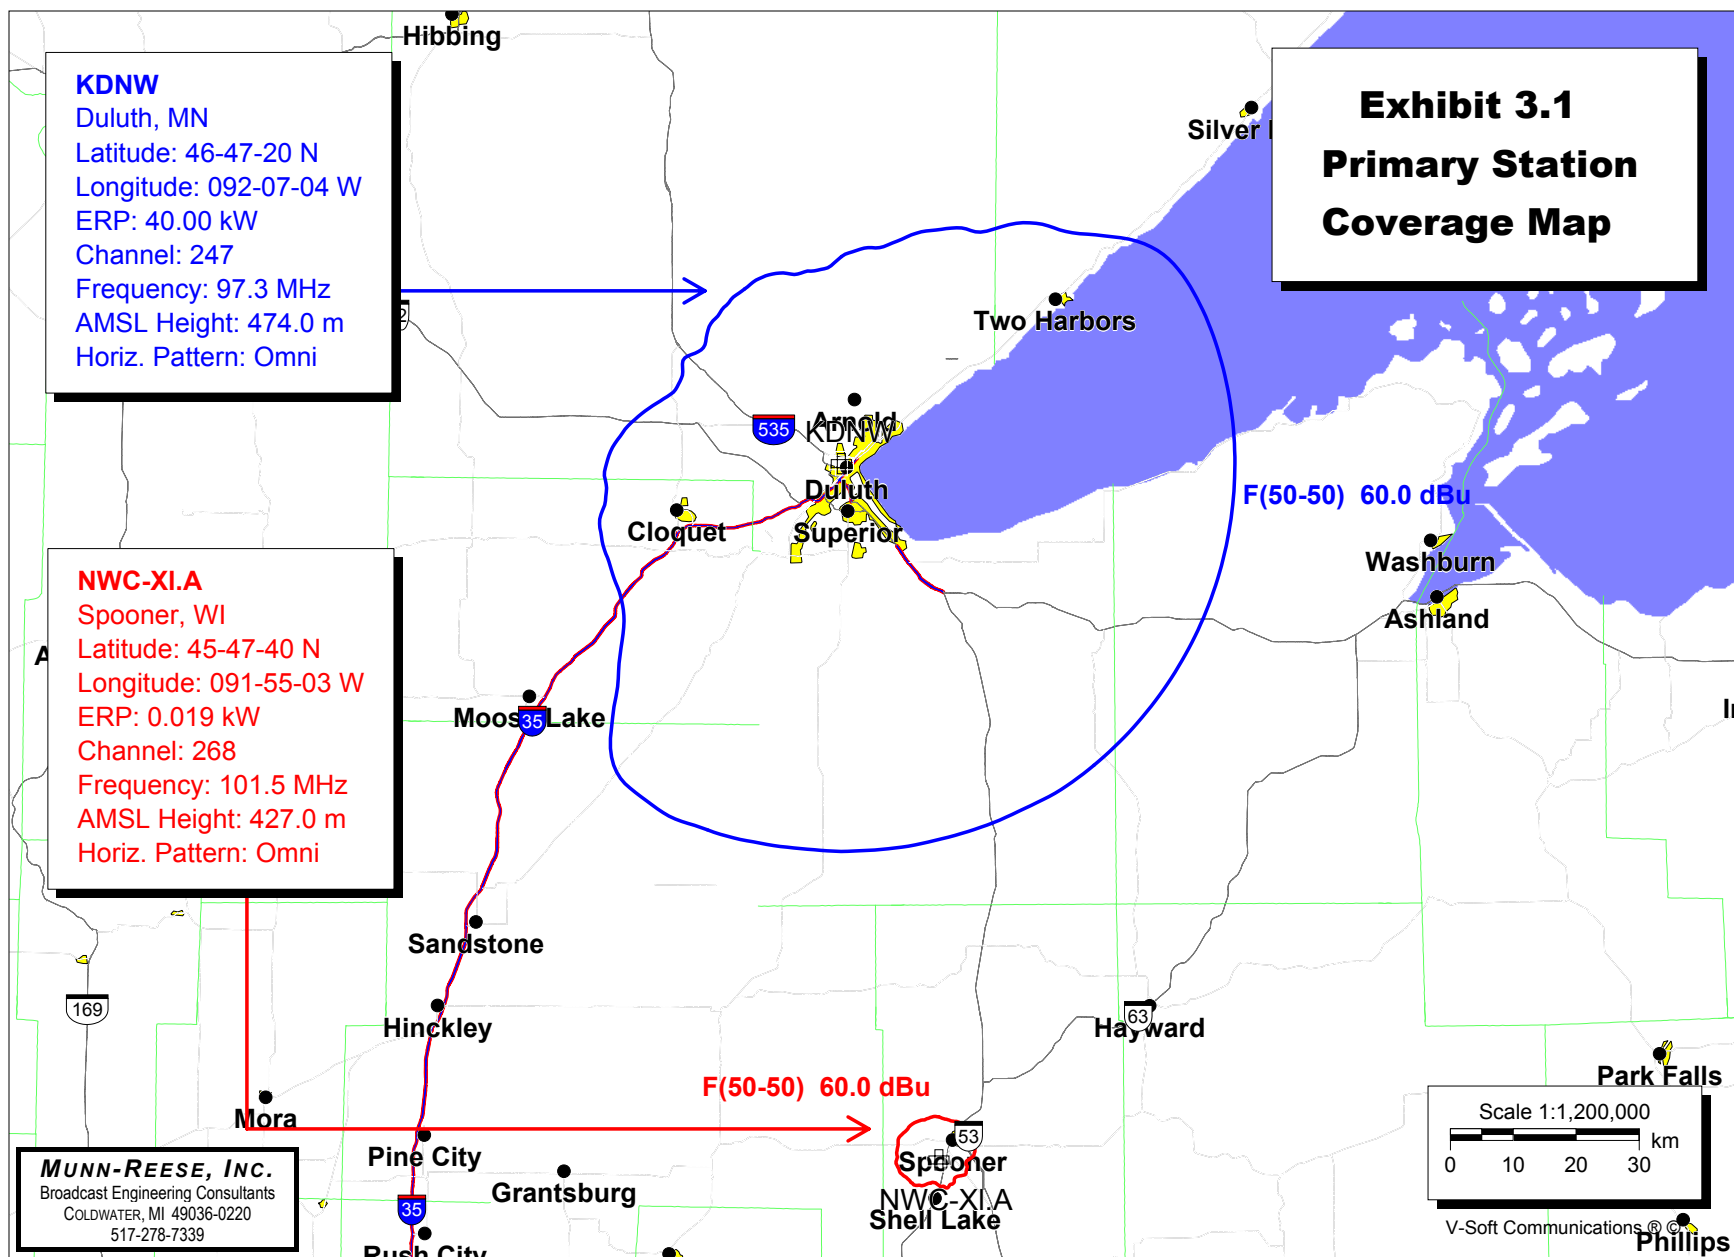 Hibbing
KDNW
Duluth, MN
Latitude: 46-47-20 N
Longitude: 092-07-04 W
ERP: 40.00 kW
Channel: 247
Frequency: 97.3 MHz
AMSL Height: 474.0 m
Horiz. Pattern: Omni
Exhibit 3.1
Primary Station
Coverage Map
Silver
Two Harbors
2
Arnold
535
KDNW
Duluth
F(50-50) 60.0 dBu
Cloquet
Superior
Washburn
Ashland
NWC-XI.A
Spooner, WI
Latitude: 45-47-40 N
Longitude: 091-55-03 W
ERP: 0.019 kW
Channel: 268
Frequency: 101.5 MHz
AMSL Height: 427.0 m
Horiz. Pattern: Omni
A
Moose Lake
35
Sandstone
169
Hinckley
63
Hayward
Park Falls
F(50-50) 60.0 dBu
Mora
53
Pine City
Spooner
Grantsburg
NWC-XI.A
Shell Lake
35
Rush City
Scale 1:1,200,000
km
0 10 20 30
V-Soft Communications ® ©
Phillips
MUNN-REESE, INC.
Broadcast Engineering Consultants
COLDWATER, MI 49036-0220
517-278-7339